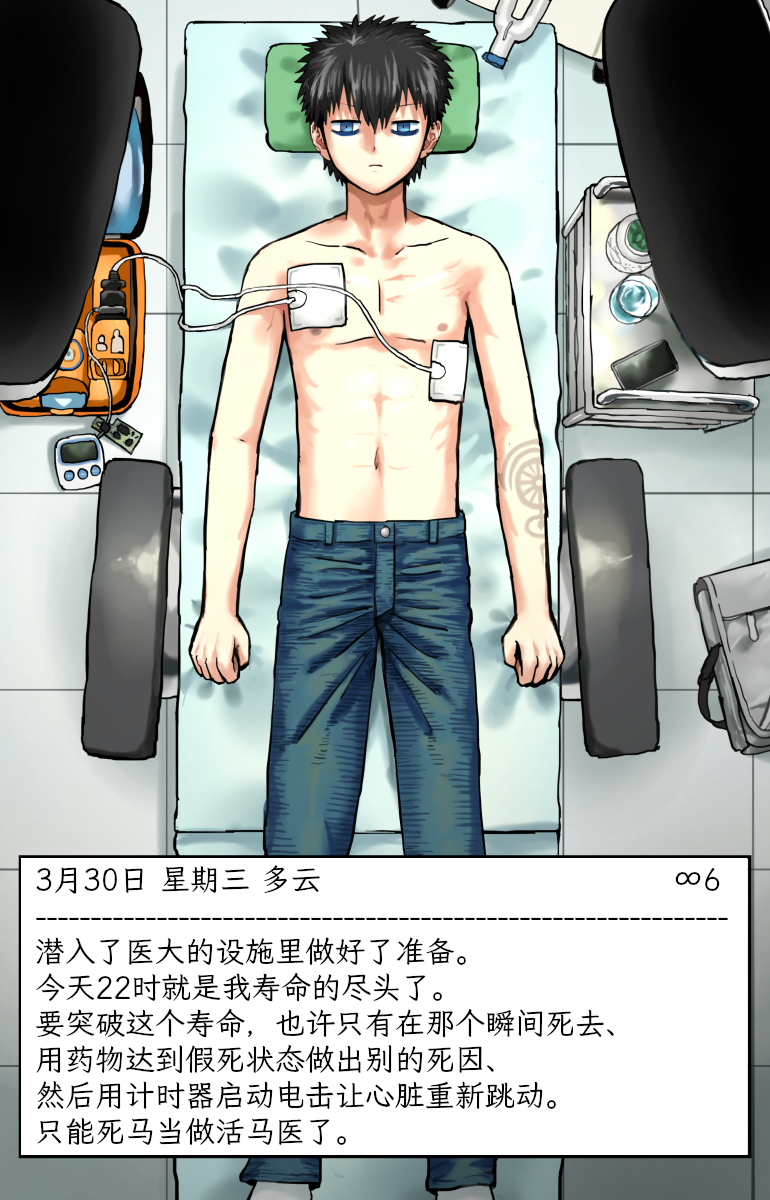 3月30日 星期三 多云 ∞6
潜入了医大的设施里做好了准备。
今天22时就是我寿命的尽头了。
要突破这个寿命，也许只有在那个瞬间死去、
用药物达到假死状态做出别的死因、
然后用计时器启动电击让心脏重新跳动。
只能死马当做活马医了。